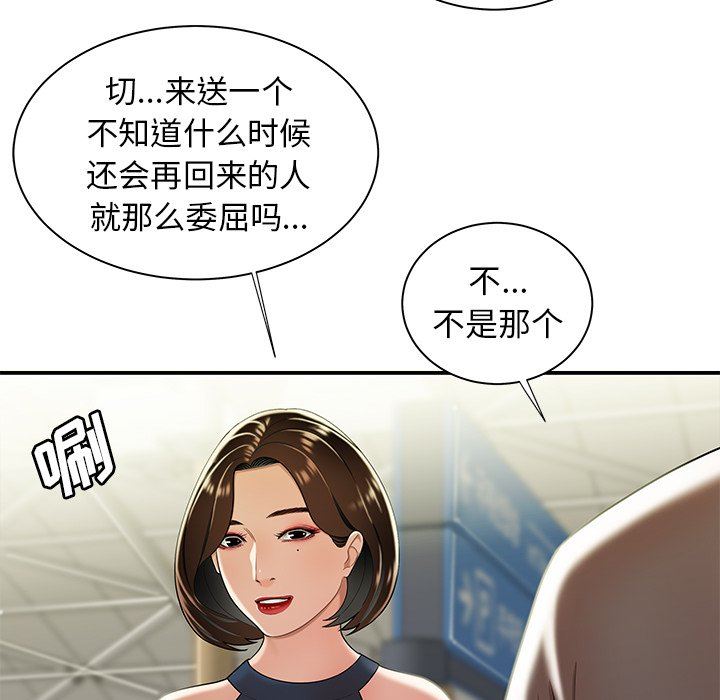 切...来送一个
不知道什么时候
还会再回来的人
就那么委屈吗...
不...
不是那个
唰